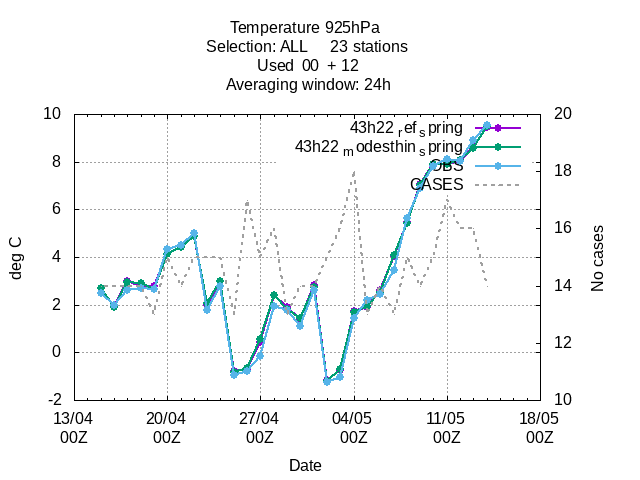 Temperature 925hPa
Selection: ALL 23 stations
Used 00 + 12
Averaging window: 24h
43h22_ref_spring
43h22_modesthin_spring
OBS
CASES
10
8
6
4
2
0
-2
20
18
16
14
12
10
deg C
No cases
13/04 20/04 27/04 04/05 11/05 18/05
00Z 00Z 00Z 00Z 00Z 00Z
Date